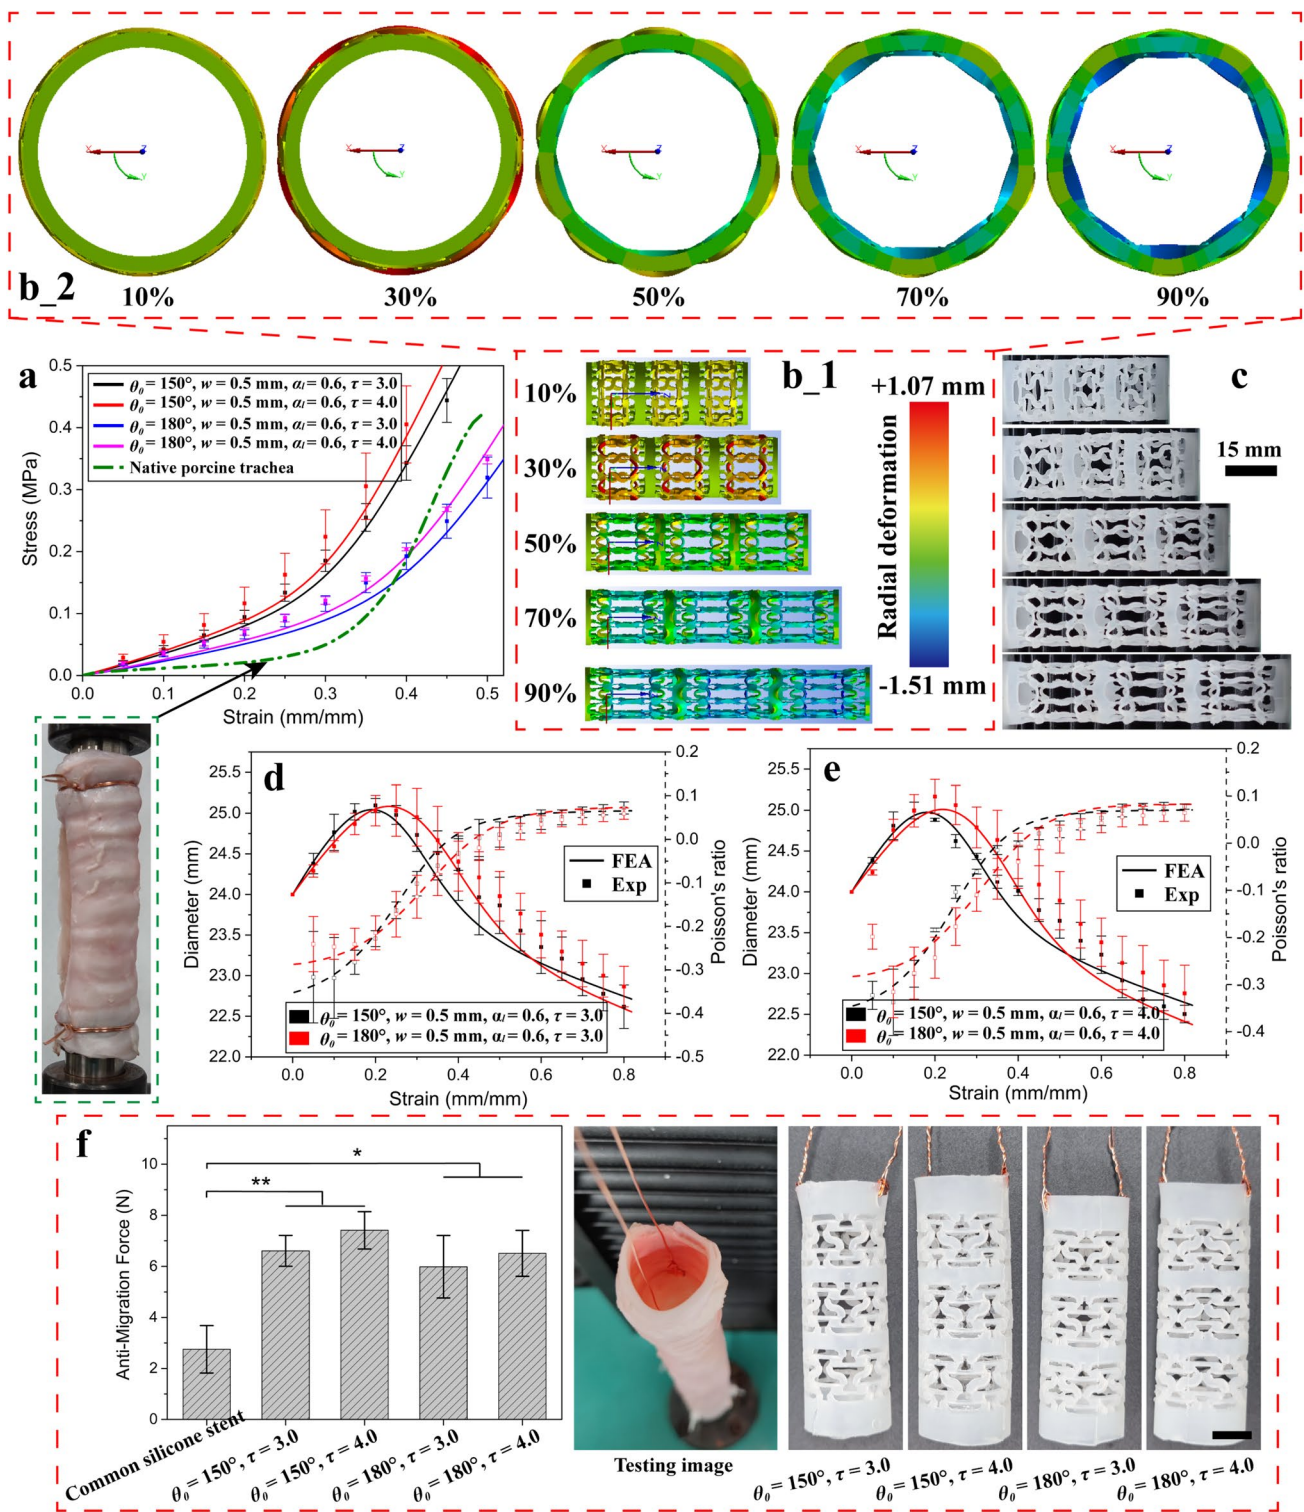 X Z Y
X Z Y
X Z Y
X Z Y
X Z Y
b_2
10% 30% 50% 70% 90%
a
Stress (MPa)
0.5
0.4
0.3
0.2
0.1
0.0
θ₀ = 150°, w = 0.5 mm, αₗ = 0.6, τ = 3.0
θ₀ = 150°, w = 0.5 mm, αₗ = 0.6, τ = 4.0
θ₀ = 180°, w = 0.5 mm, αₗ = 0.6, τ = 3.0
θ₀ = 180°, w = 0.5 mm, αₗ = 0.6, τ = 4.0
Native porcine trachea
0.0 0.1 0.2 0.3 0.4 0.5
Strain (mm/mm)
b_1
10%
30%
50%
70%
90%
+1.07 mm
Radial deformation
-1.51 mm
c
15 mm
d
Diameter (mm)
25.5
25.0
24.5
24.0
23.5
23.0
22.5
22.0
0.2
0.1
0.0
-0.1
-0.2
-0.3
-0.4
-0.5
Poisson's ratio
FEA
Exp
θ₀ = 150°, w = 0.5 mm, αₗ = 0.6, τ = 3.0
θ₀ = 180°, w = 0.5 mm, αₗ = 0.6, τ = 3.0
0.0 0.2 0.4 0.6 0.8
Strain (mm/mm)
e
Diameter (mm)
25.5
25.0
24.5
24.0
23.5
23.0
22.5
22.0
0.2
0.1
0.0
-0.1
-0.2
-0.3
-0.4
Poisson's ratio
FEA
Exp
θ₀ = 150°, w = 0.5 mm, αₗ = 0.6, τ = 4.0
θ₀ = 180°, w = 0.5 mm, αₗ = 0.6, τ = 4.0
0.0 0.2 0.4 0.6 0.8
Strain (mm/mm)
f
Anti-Migration Force (N)
10
8
6
4
2
0
*
**
Common silicone stent
θ₀ = 150°, τ = 3.0
θ₀ = 150°, τ = 4.0
θ₀ = 180°, τ = 3.0
θ₀ = 180°, τ = 4.0
Testing image
θ₀ = 150°, τ = 3.0
θ₀ = 150°, τ = 4.0
θ₀ = 180°, τ = 3.0
θ₀ = 180°, τ = 4.0